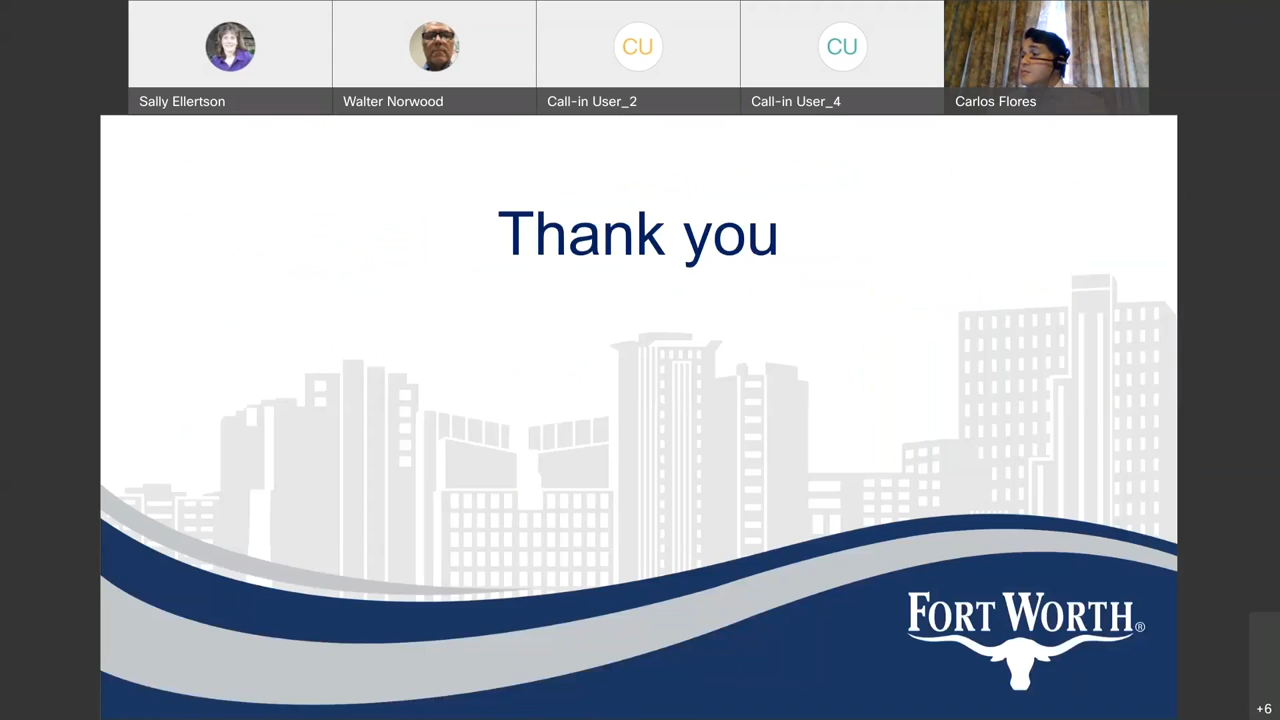 CU
CU
Sally Ellertson
Walter Norwood
Call-in User_2
Call-in User_4
Carlos Flores
Thank you
FORT WORTH®
+6